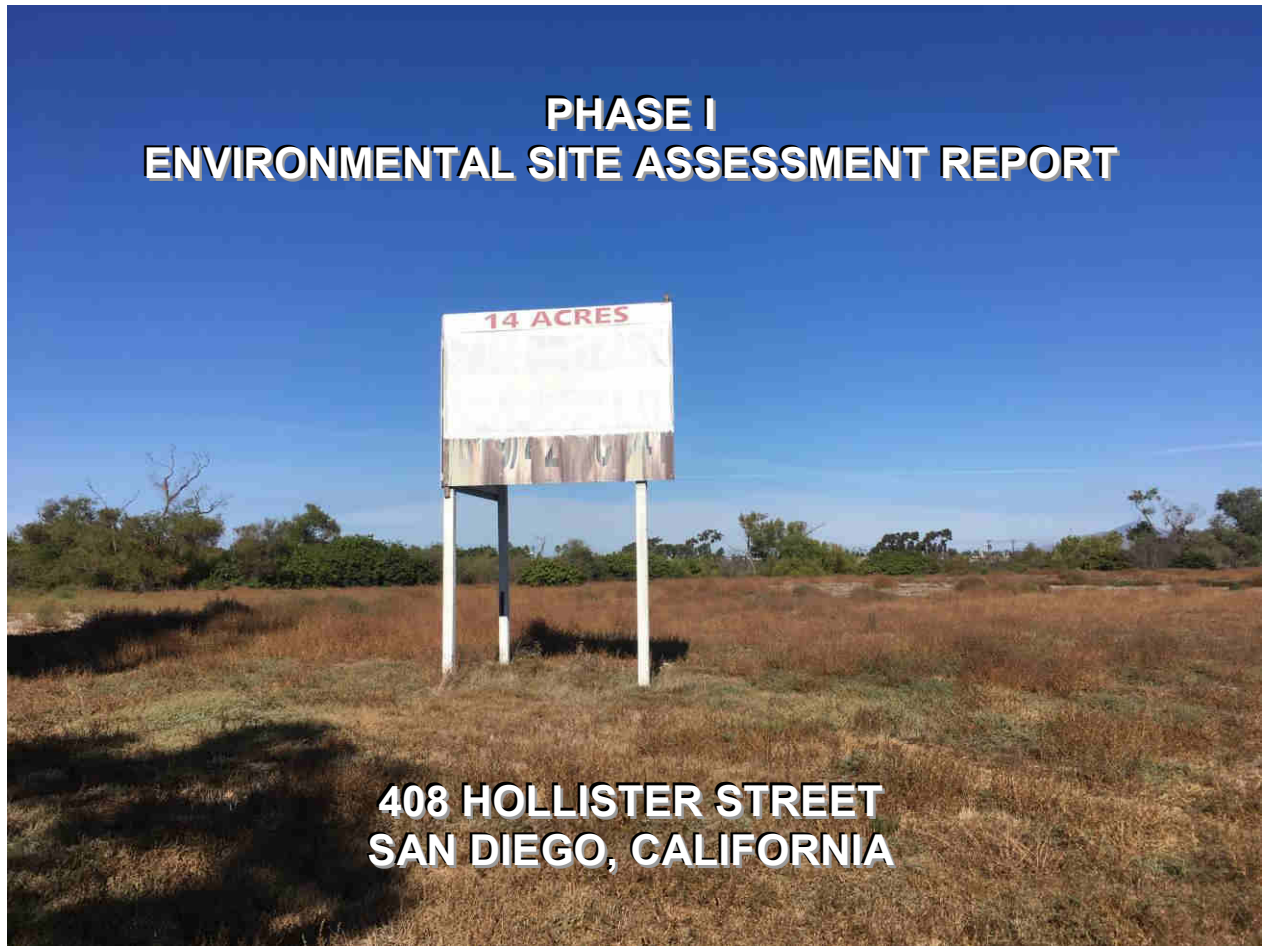 PHASE I
ENVIRONMENTAL SITE ASSESSMENT REPORT
14 ACRES
408 HOLLISTER STREET
SAN DIEGO, CALIFORNIA